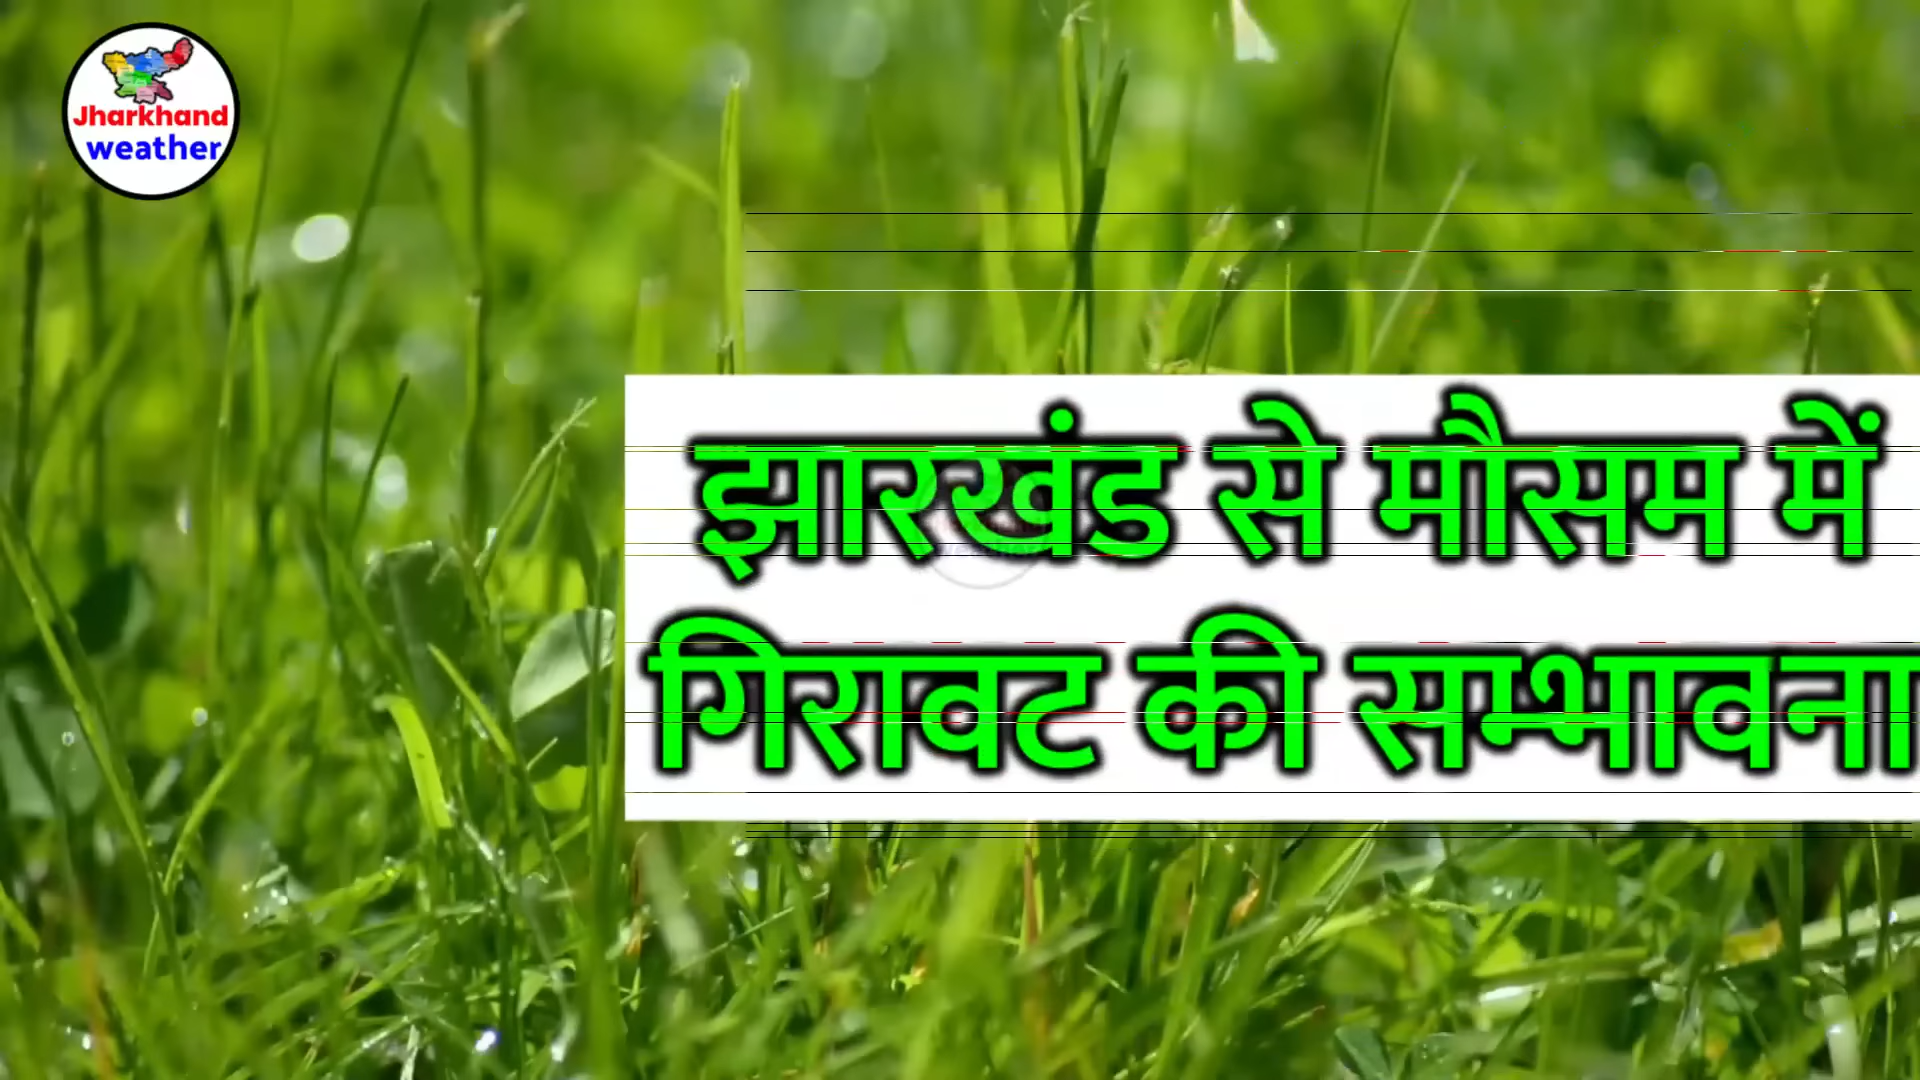 Jharkhand
weather
झारखंड से मौसम में
गिरावट की सम्भावना